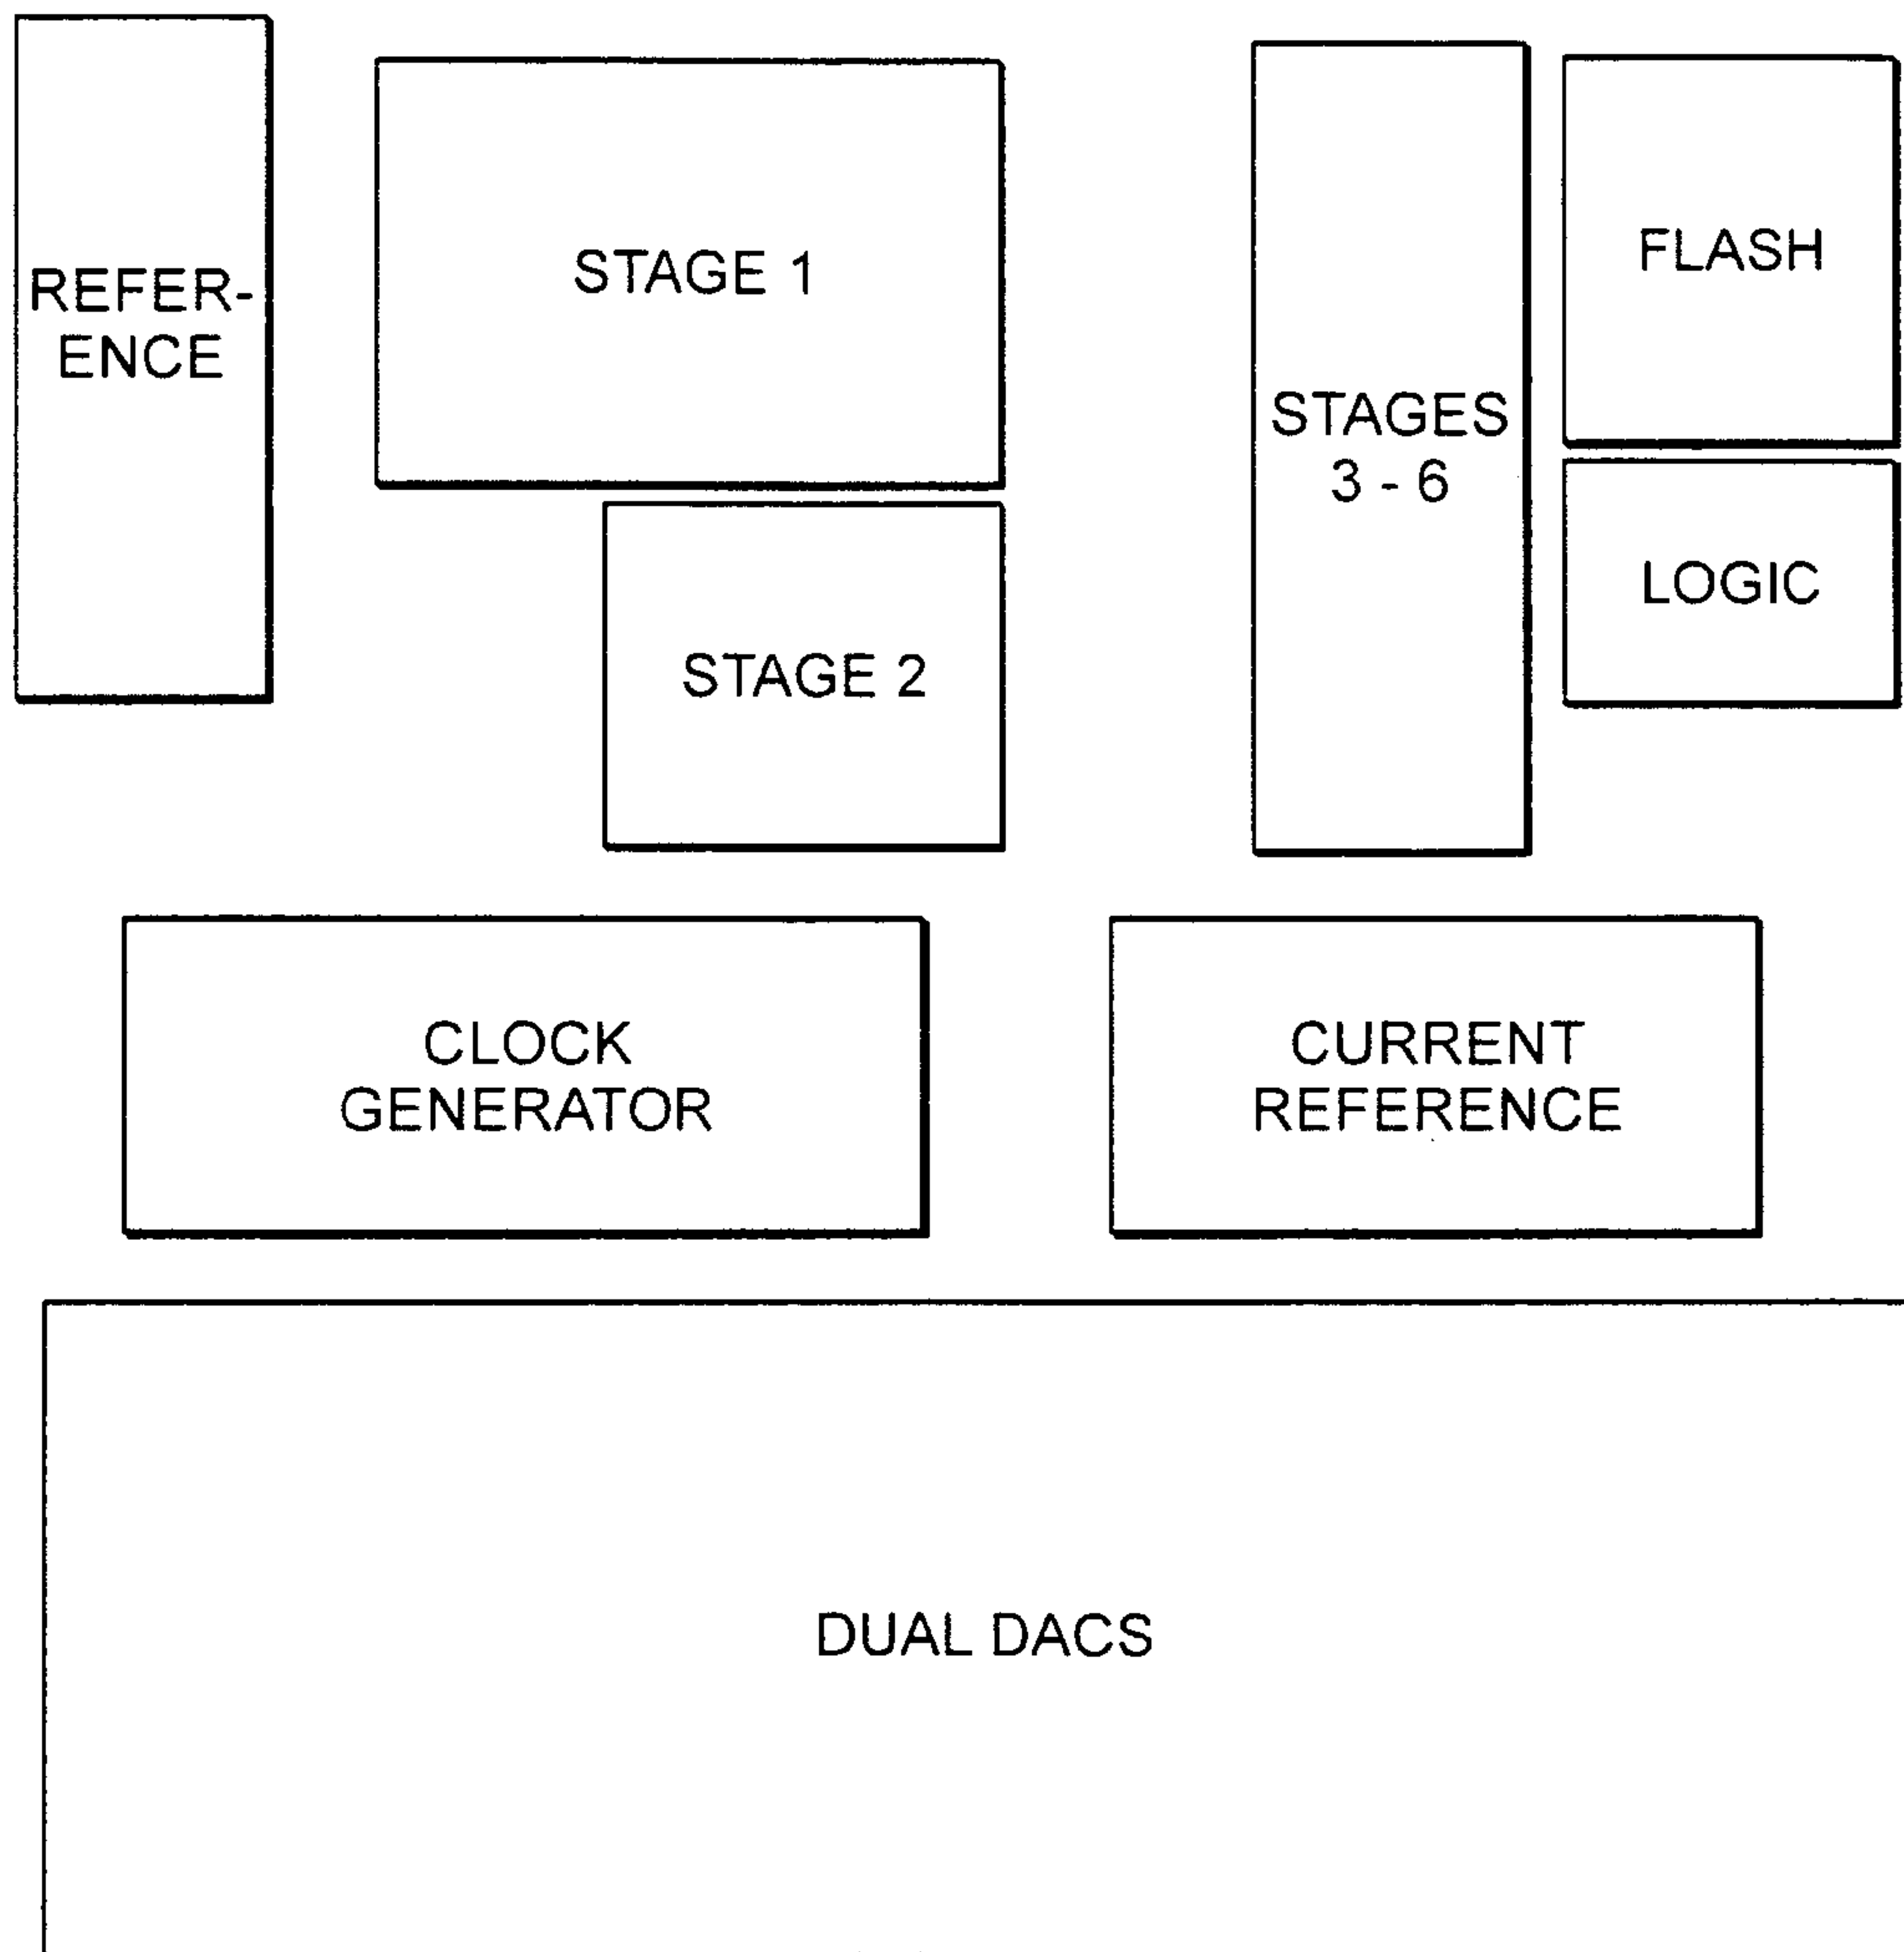 REFER-
ENCE
STAGE 1
STAGE 2
STAGES
3 - 6
FLASH
LOGIC
CLOCK
GENERATOR
CURRENT
REFERENCE
DUAL DACS